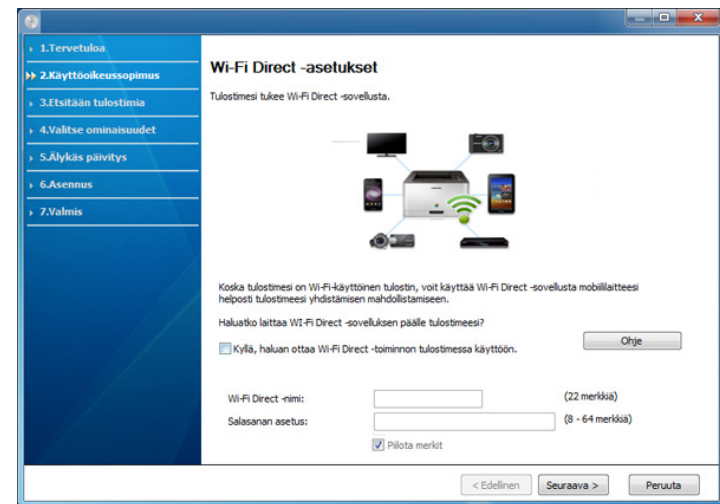 1.Tervetuloa
2.Käyttöoikeussopimus
3.Etsitään tulostimia
4.Valitse ominaisuudet
5.Älykäs päivitys
6.Asennus
7.Valmis
Wi-Fi Direct -asetukset
Tulostimesi tukee Wi-Fi Direct -sovellusta.
Koska tulostimesi on Wi-Fi-käyttöinen tulostin, voit käyttää Wi-Fi Direct -sovellusta mobiililaitteesi
helposti tulostimeesi yhdistämisen mahdollistamiseen.
Haluatko laittaa WI-Fi Direct -sovelluksen päälle tulostimeesi?
Ohje
Kyllä, haluan ottaa Wi-Fi Direct -toiminnon tulostimessa käyttöön.
Wi-Fi Direct -nimi: (22 merkkiä)
Salasanan asetus: (8 - 64 merkkiä)
Piilota merkit
< Edellinen Seuraava > Peruuta